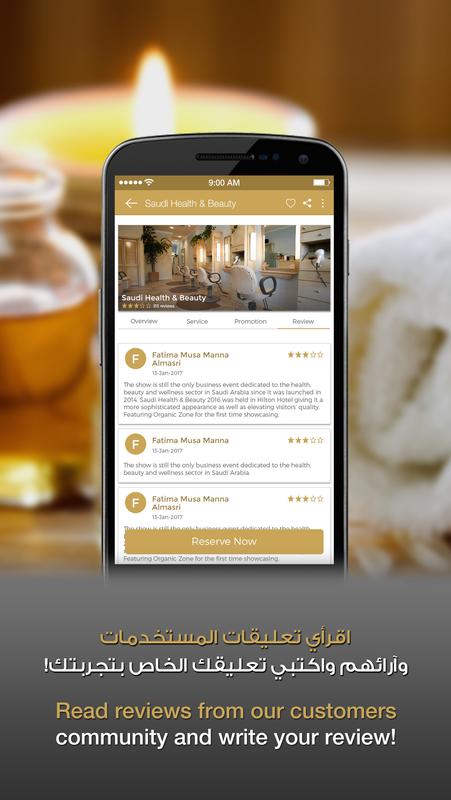 9:00 AM
Saudi Health & Beauty
Saudi Health & Beauty
reviews
Overview
Service
Promotion
Review
F
Fatima Musa Manna
Almasri
13-Jan-2017
The show is still the only business event dedicated to the health,
beauty and wellness sector in Saudi Arabia since it was launched in
2014. Saudi Health & Beauty 2016 was held in Hilton Hotel giving it a
more sophisticated appearance as well as elevating visitors' quality.
Featuring Organic Zone for the first time showcasing.
F
Fatima Musa Manna
13-Jan-2017
The show is still the only business event dedicated to the health,
beauty and wellness sector in Saudi Arabia.
F
Fatima Musa Manna
Almasri
13-Jan-2017
The show is still the only business event dedicated to the health,
Reserve Now
Featuring Organic Zone for the first time showcasing.
اقرأي تعليقات المستخدمات
وآرائهم واكتبي تعليقك الخاص بتجربتك!
Read reviews from our customers
community and write your review!